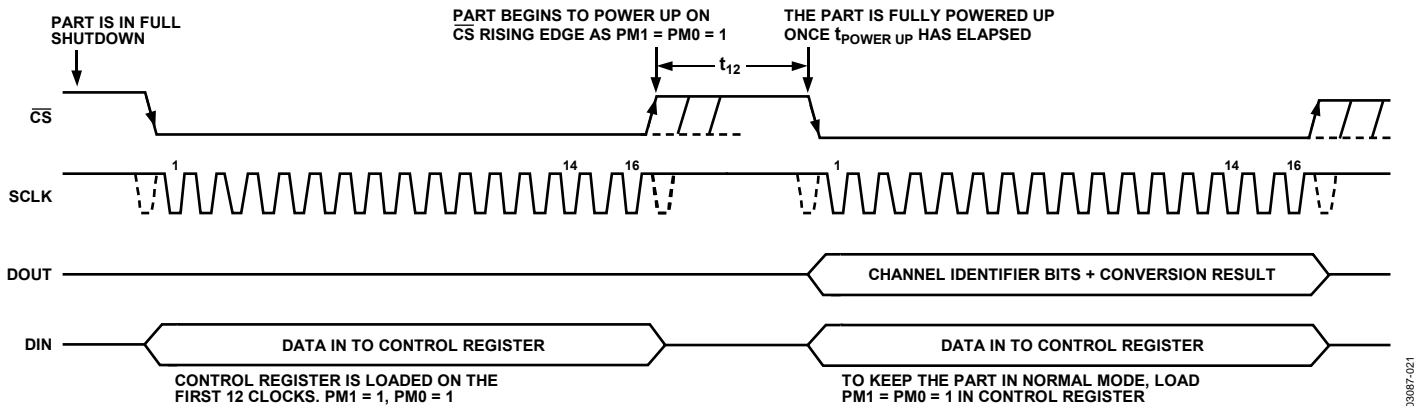 PART IS IN FULL
SHUTDOWN
PART BEGINS TO POWER UP ON
CS RISING EDGE AS PM1 = PM0 = 1
THE PART IS FULLY POWERED UP
ONCE tPOWER UP HAS ELAPSED
t12
CS
1
14
16
1
14
16
SCLK
DOUT
CHANNEL IDENTIFIER BITS + CONVERSION RESULT
DIN
DATA IN TO CONTROL REGISTER
DATA IN TO CONTROL REGISTER
CONTROL REGISTER IS LOADED ON THE
FIRST 12 CLOCKS. PM1 = 1, PM0 = 1
TO KEEP THE PART IN NORMAL MODE, LOAD
PM1 = PM0 = 1 IN CONTROL REGISTER
03087-021